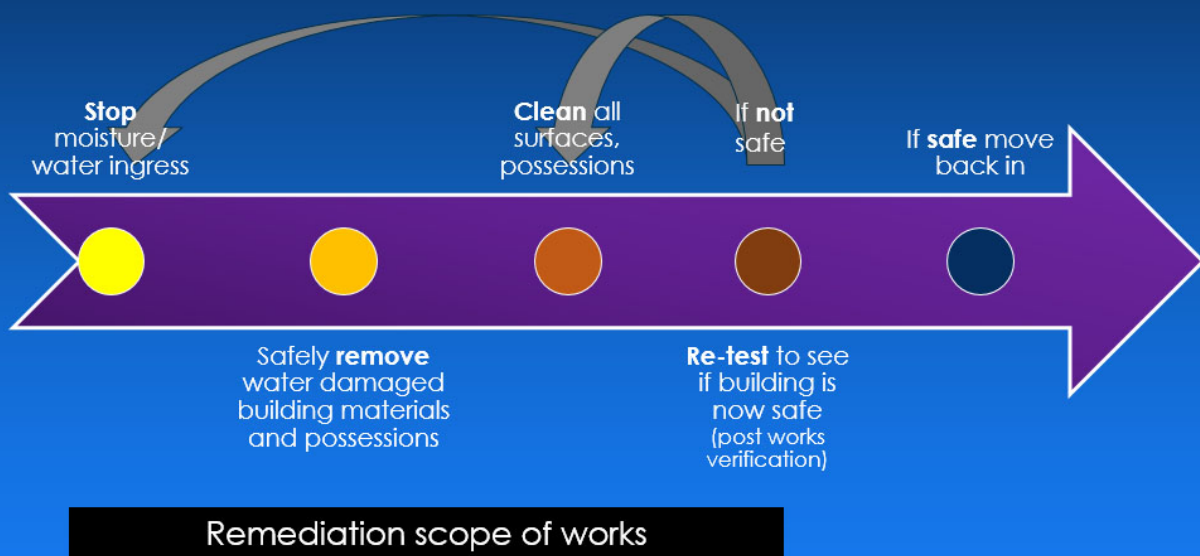 Stop
moisture/
water ingress
Clean all
surfaces,
possessions
If not
safe
If safe move
back in
Safely remove
water damaged
building materials
and possessions
Re-test to see
if building is
now safe
(post works
verification)
Remediation scope of works